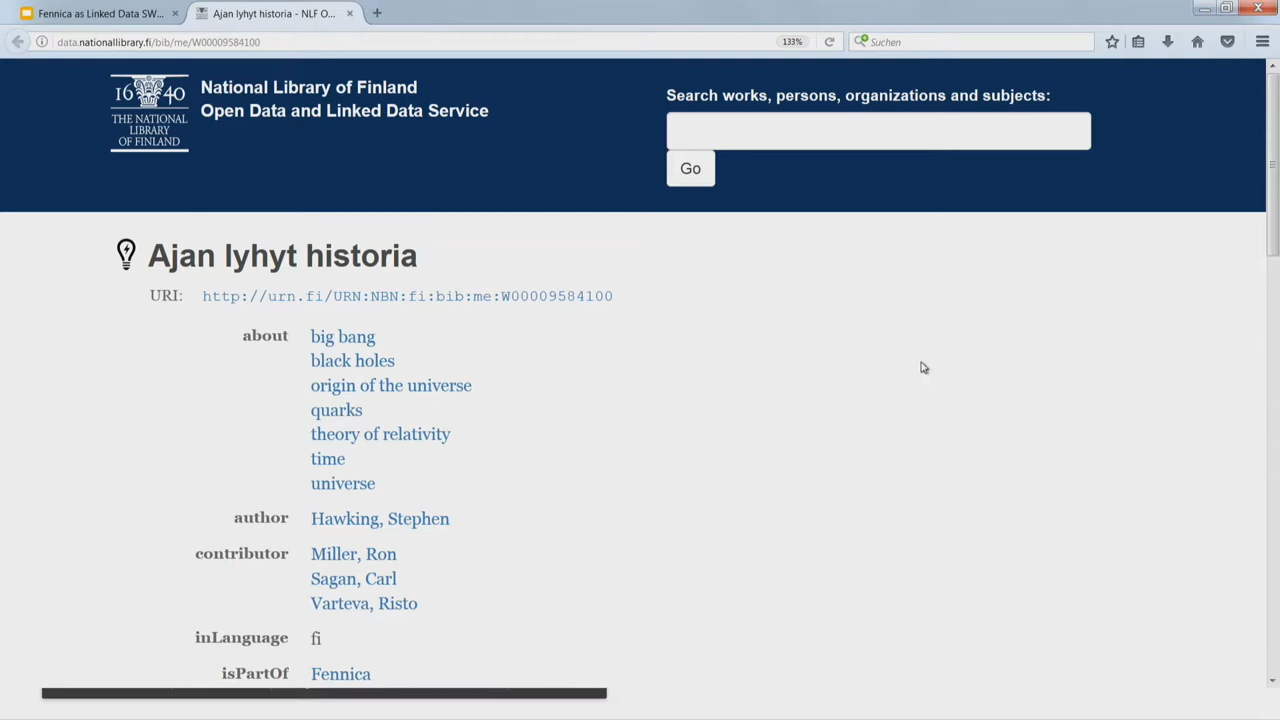 Fennica as Linked Data SW...
Ajan lyhyt historia - NLF O...
data.nationallibrary.fi/bib/me/W00009584100
133%
Suchen
1640
THE NATIONAL
LIBRARY
OF FINLAND
National Library of Finland
Open Data and Linked Data Service
Search works, persons, organizations and subjects:
Go
Ajan lyhyt historia
URI: http://urn.fi/URN:NBN:fi:bib:me:W00009584100
about big bang
black holes
origin of the universe
quarks
theory of relativity
time
universe
author Hawking, Stephen
contributor Miller, Ron
Sagan, Carl
Varteva, Risto
inLanguage fi
isPartOf Fennica